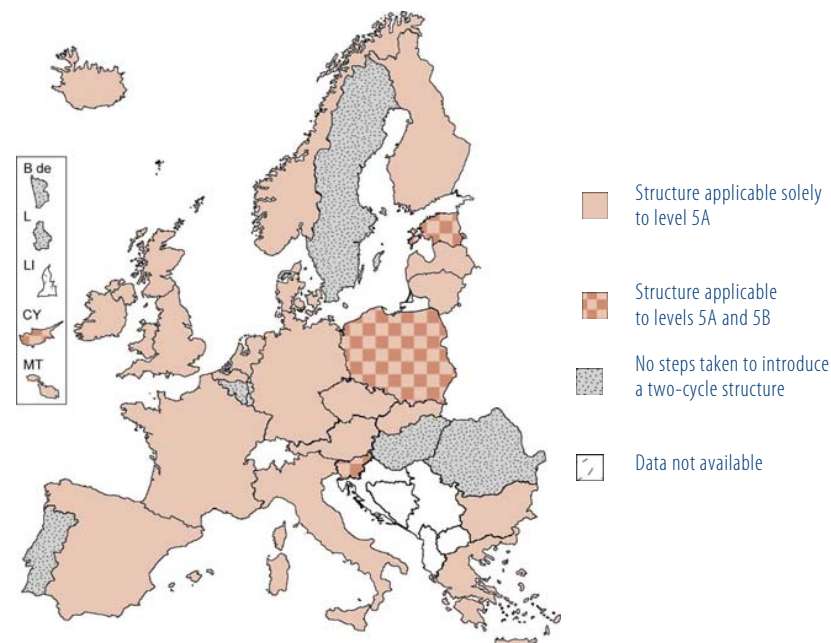 B de
L
LI
CY
MT
Structure applicable solely
to level 5A
Structure applicable
to levels 5A and 5B
No steps taken to introduce
a two-cycle structure
Data not available